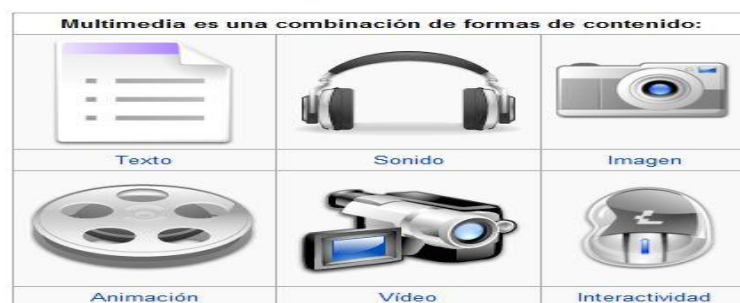 Multimedia es una combinación de formas de contenido:
Texto
Sonido
Imagen
Animación
Vídeo
Interactividad